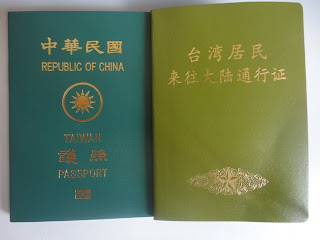 中華民國
REPUBLIC OF CHINA
TAIWAN
護照
PASSPORT
台湾居民
来往大陆通行证